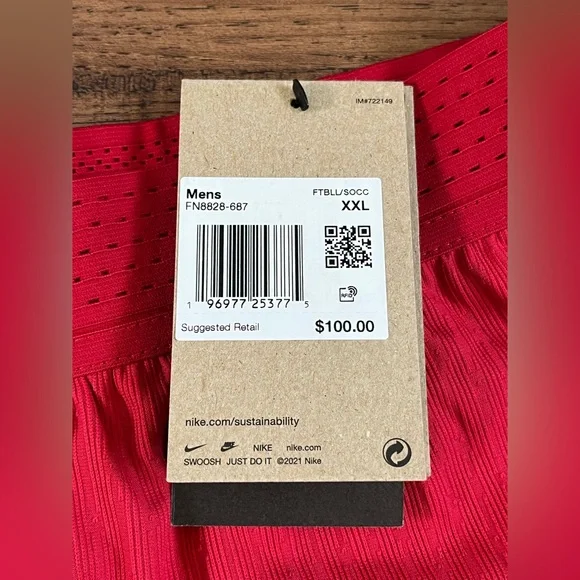 IM#722149
Mens FTBLL/SOCC
FN8828-687 XXL
1 96977 25377 5
RFID
Suggested Retail $100.00
nike.com/sustainability
NIKE nike.com
SWOOSH JUST DO IT ©2021 Nike